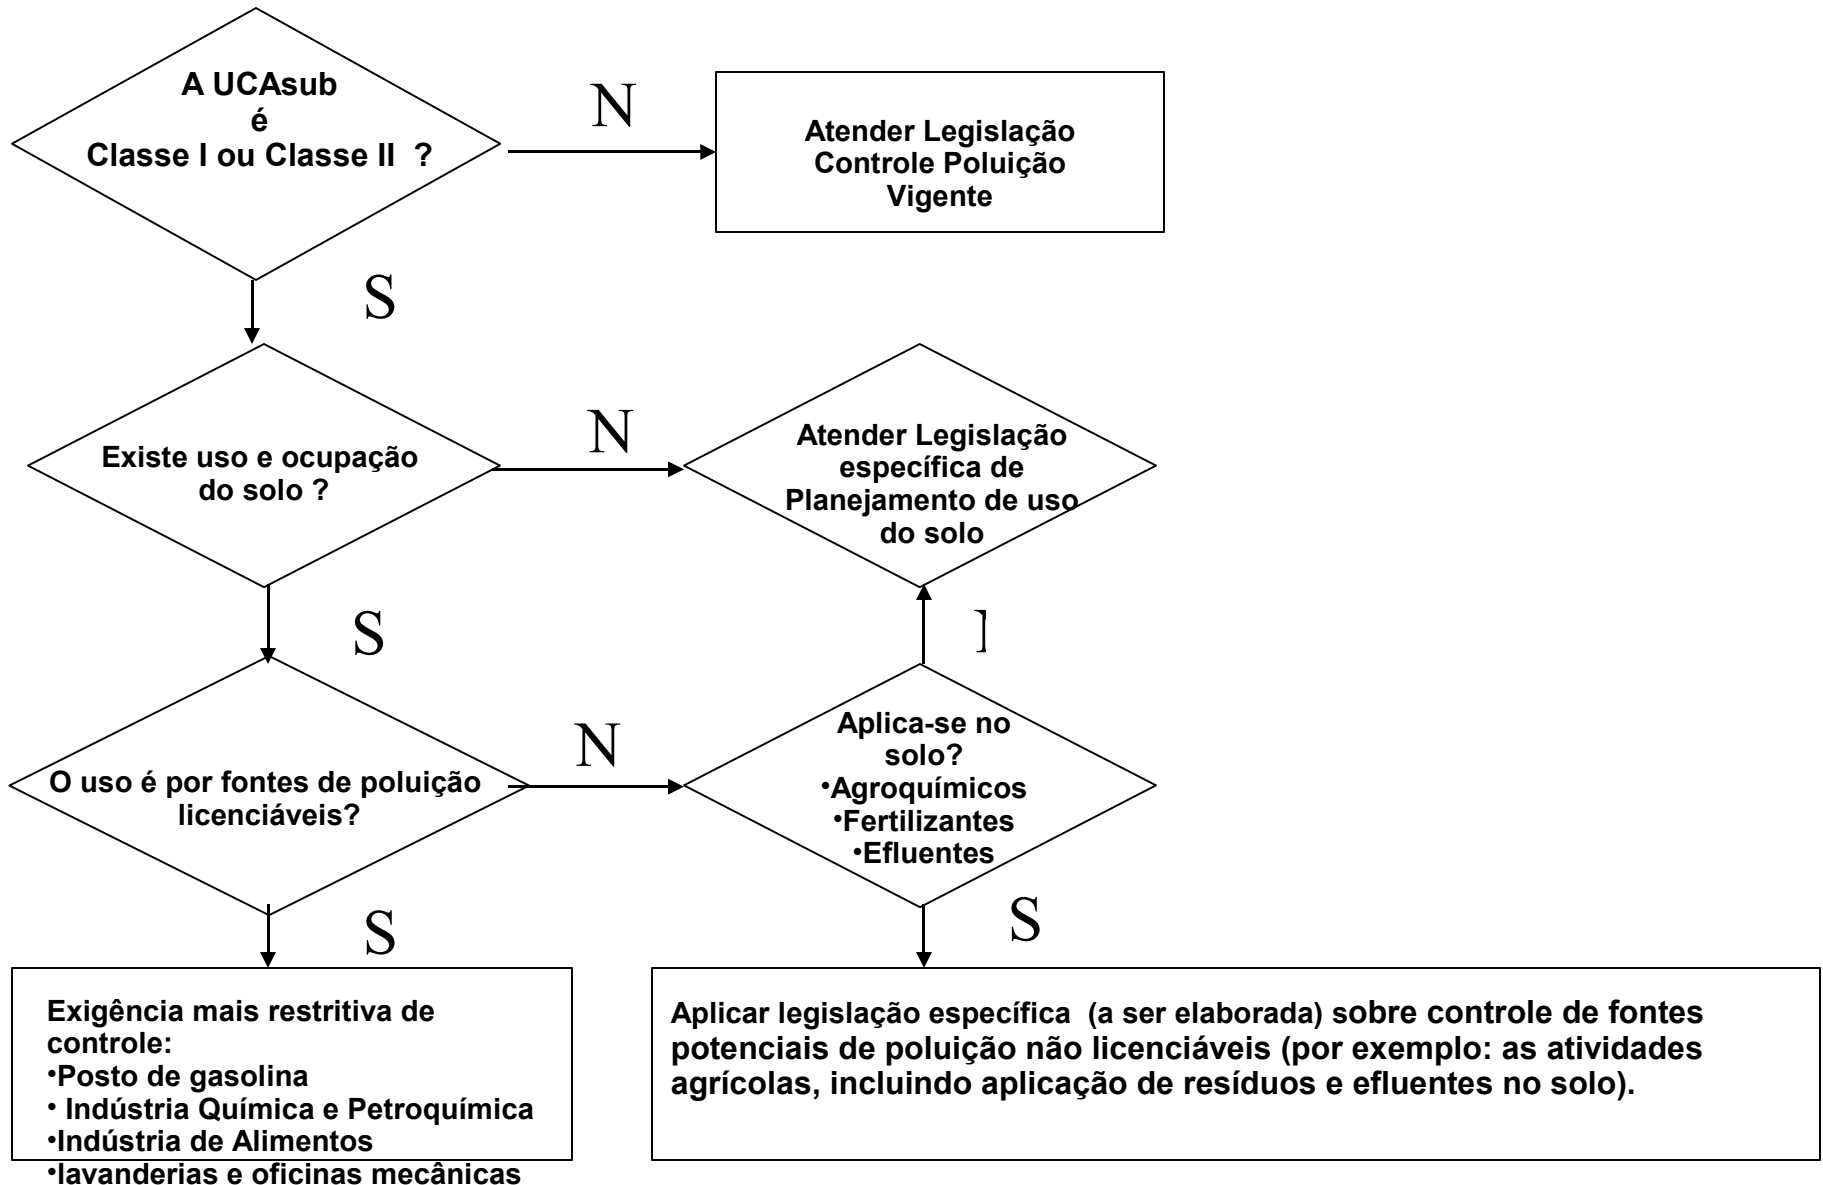 A UCAsub
é
Classe I ou Classe II ?
N
Atender Legislação
Controle Poluição
Vigente
S
Existe uso e ocupação
do solo ?
N
Atender Legislação
específica de
Planejamento de uso
do solo
S
O uso é por fontes de poluição
licenciáveis?
N
Aplica-se no
solo?
•Agroquímicos
•Fertilizantes
•Efluentes
S
Exigência mais restritiva de
controle:
•Posto de gasolina
• Indústria Química e Petroquímica
•Indústria de Alimentos
•lavanderias e oficinas mecânicas
S
Aplicar legislação específica (a ser elaborada) sobre controle de fontes
potenciais de poluição não licenciáveis (por exemplo: as atividades
agrícolas, incluindo aplicação de resíduos e efluentes no solo).